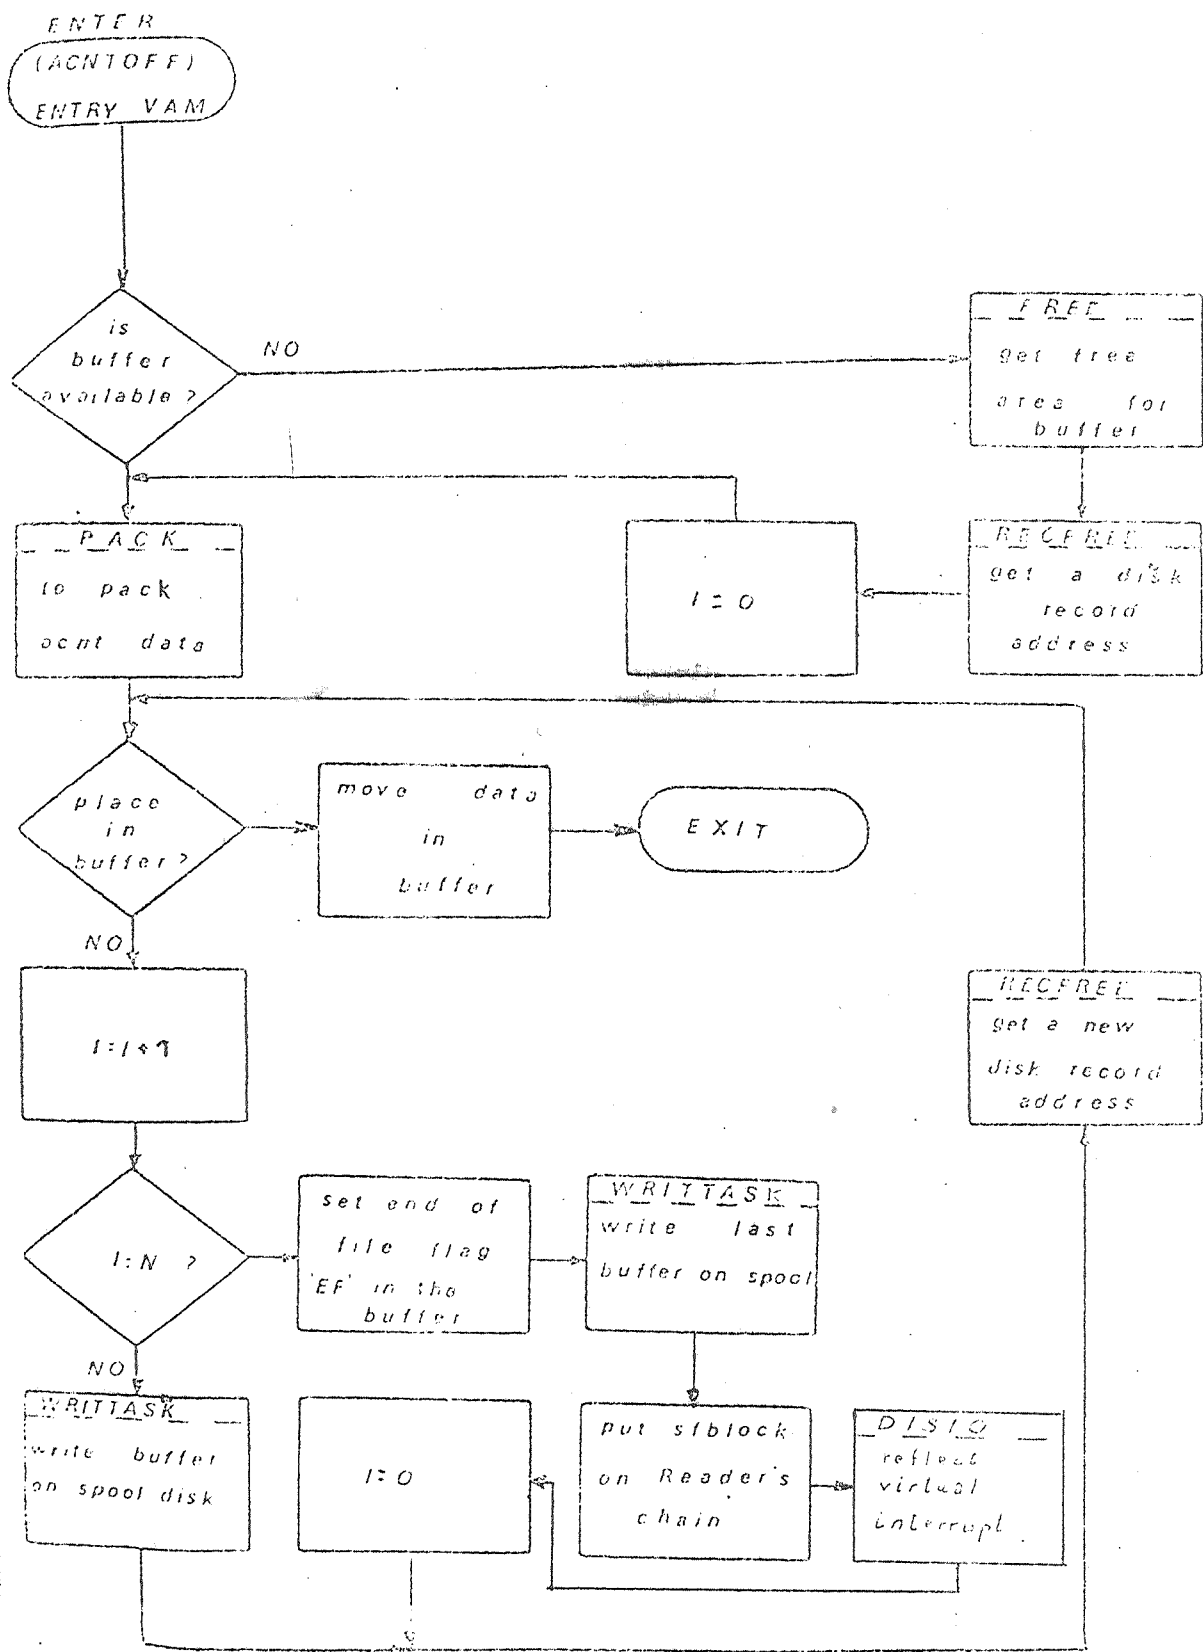 ENTER
(ACNTOFF)
ENTRY VAM
is
buffer
available?
NO
FREE
get free
area for
buffer
PACK
to pack
acnt data
I=0
RECFREE
get a disk
record
address
place
in
buffer?
move data
in
buffer
EXIT
NO
I=I+1
RECFREE
get a new
disk record
address
I=N ?
set end of
file flag
'EF' in the
buffer
WRITTASK
write last
buffer on spool
NO
WRITTASK
write buffer
on spool disk
I=0
put sfblock
on Reader's
chain
DISIO
reflect
virtual
interrupt